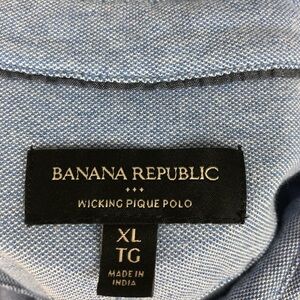 BANANA REPUBLIC
WICKING PIQUE POLO
XL
TG
MADE IN
INDIA